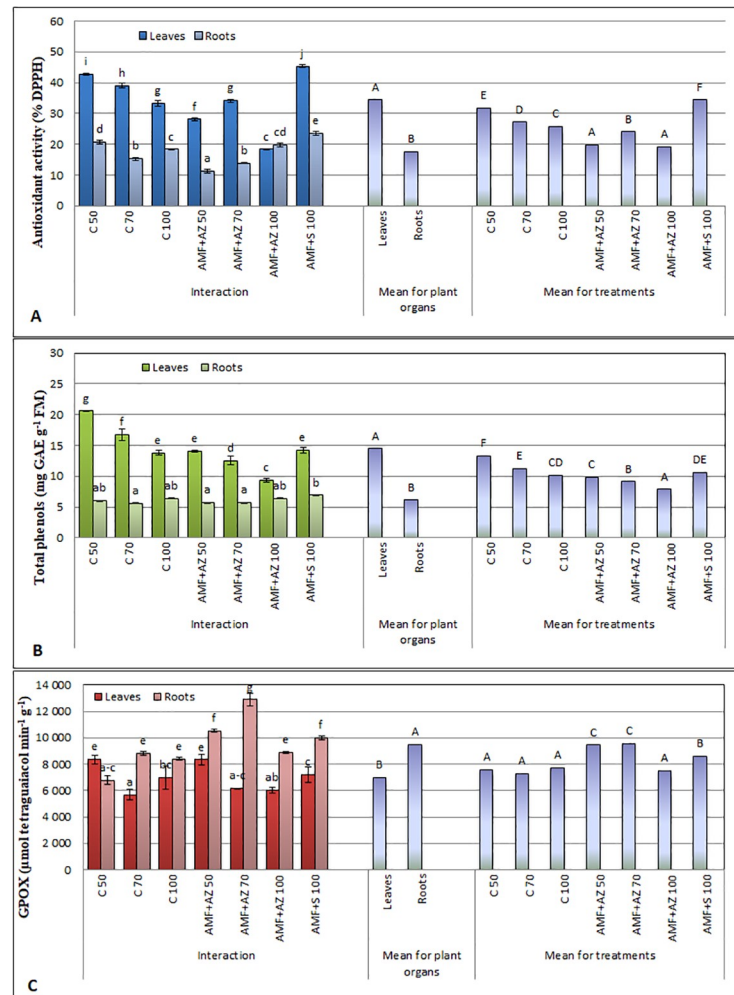 60
50
40
30
20
10
0
Antioxidant activity (% DPPH)
Leaves Roots
i d h b g c f a g b c cd j e
A B
E D C A B A F
C 50 C 70 C 100 AMF+AZ 50 AMF+AZ 70 AMF+AZ 100 AMF+S 100
Leaves Roots
C 50 C 70 C 100 AMF+AZ 50 AMF+AZ 70 AMF+AZ 100 AMF+S 100
Interaction Mean for plant organs Mean for treatments
A
30
25
20
15
10
5
0
Total phenols (mg GAE g⁻¹ FM)
Leaves Roots
g ab f a e e a d a c ab e b
A B
F E CD C B A DE
C 50 C 70 C 100 AMF+AZ 50 AMF+AZ 70 AMF+AZ 100 AMF+S 100
Leaves Roots
C 50 C 70 C 100 AMF+AZ 50 AMF+AZ 70 AMF+AZ 100 AMF+S 100
Interaction Mean for plant organs Mean for treatments
B
14 000
12 000
10 000
8 000
6 000
4 000
2 000
0
GPOX (µmol tetraguaiacol min⁻¹ g⁻¹)
Leaves Roots
e a-c a e bc e e f a-c g ab e c f
B A
A A A C C A B
C 50 C 70 C 100 AMF+AZ 50 AMF+AZ 70 AMF+AZ 100 AMF+S 100
Leaves Roots
C 50 C 70 C 100 AMF+AZ 50 AMF+AZ 70 AMF+AZ 100 AMF+S 100
Interaction Mean for plant organs Mean for treatments
C